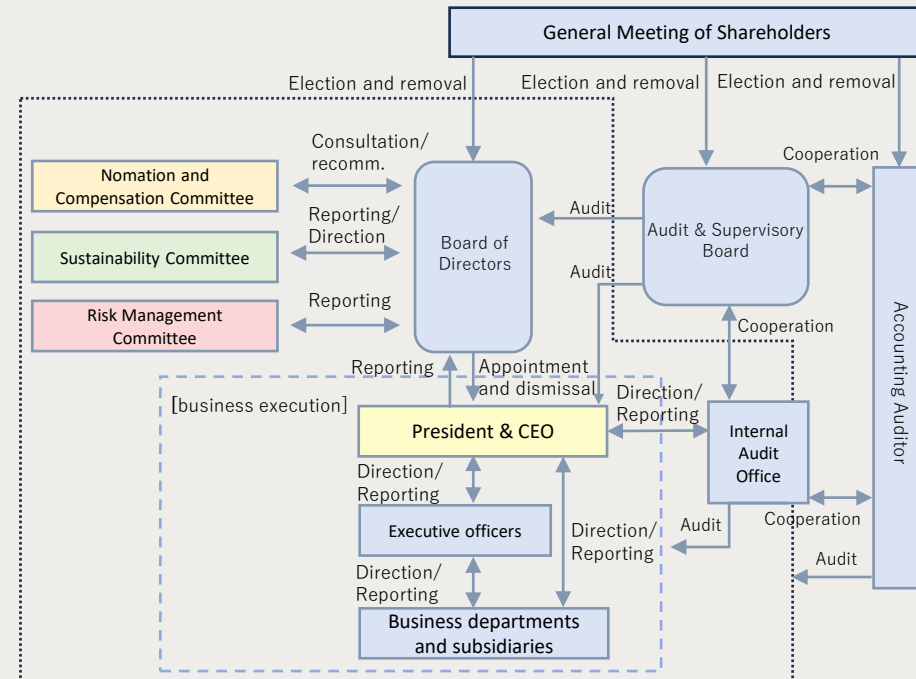 General Meeting of Shareholders
Election and removal
Election and removal
Election and removal
Consultation/
recomm.
Nomation and
Compensation Committee
Reporting/
Direction
Sustainability Committee
Reporting
Risk Management
Committee
Board of
Directors
Audit
Audit
Audit & Supervisory
Board
Cooperation
Cooperation
Accounting Auditor
Reporting
Appointment
and dismissal
[business execution]
President & CEO
Direction/
Reporting
Internal
Audit
Office
Direction/
Reporting
Executive officers
Direction/
Reporting
Direction/
Reporting
Audit
Cooperation
Audit
Business departments
and subsidiaries